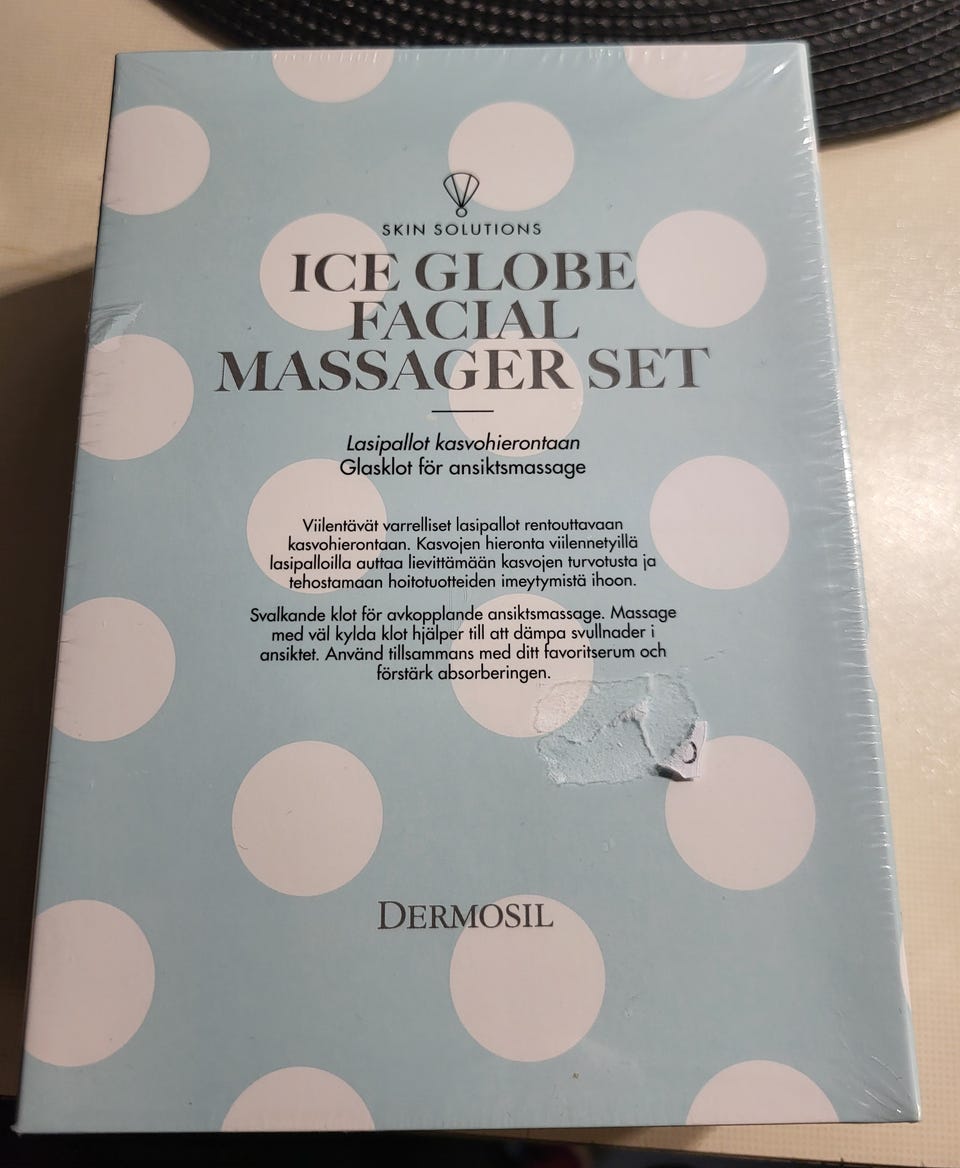 SKIN SOLUTIONS
ICE GLOBE
FACIAL
MASSAGER SET
Lasipallot kasvohierontaan
Glasklot för ansiktsmassage
Viilentävät varrelliset lasipallot rentouttavaan
kasvohierontaan. Kasvojen hieronta viilennetyillä
lasipalloilla auttaa lievittämään kasvojen turvotusta ja
tehostamaan hoitotuotteiden imeytymistä ihoon.
Svalkande klot för avkopplande ansiktsmassage. Massage
med väl kylda klot hjälper till att dämpa svullnader i
ansiktet. Använd tillsammans med ditt favoritserum och
förstärk absorberingen.
DERMOSIL